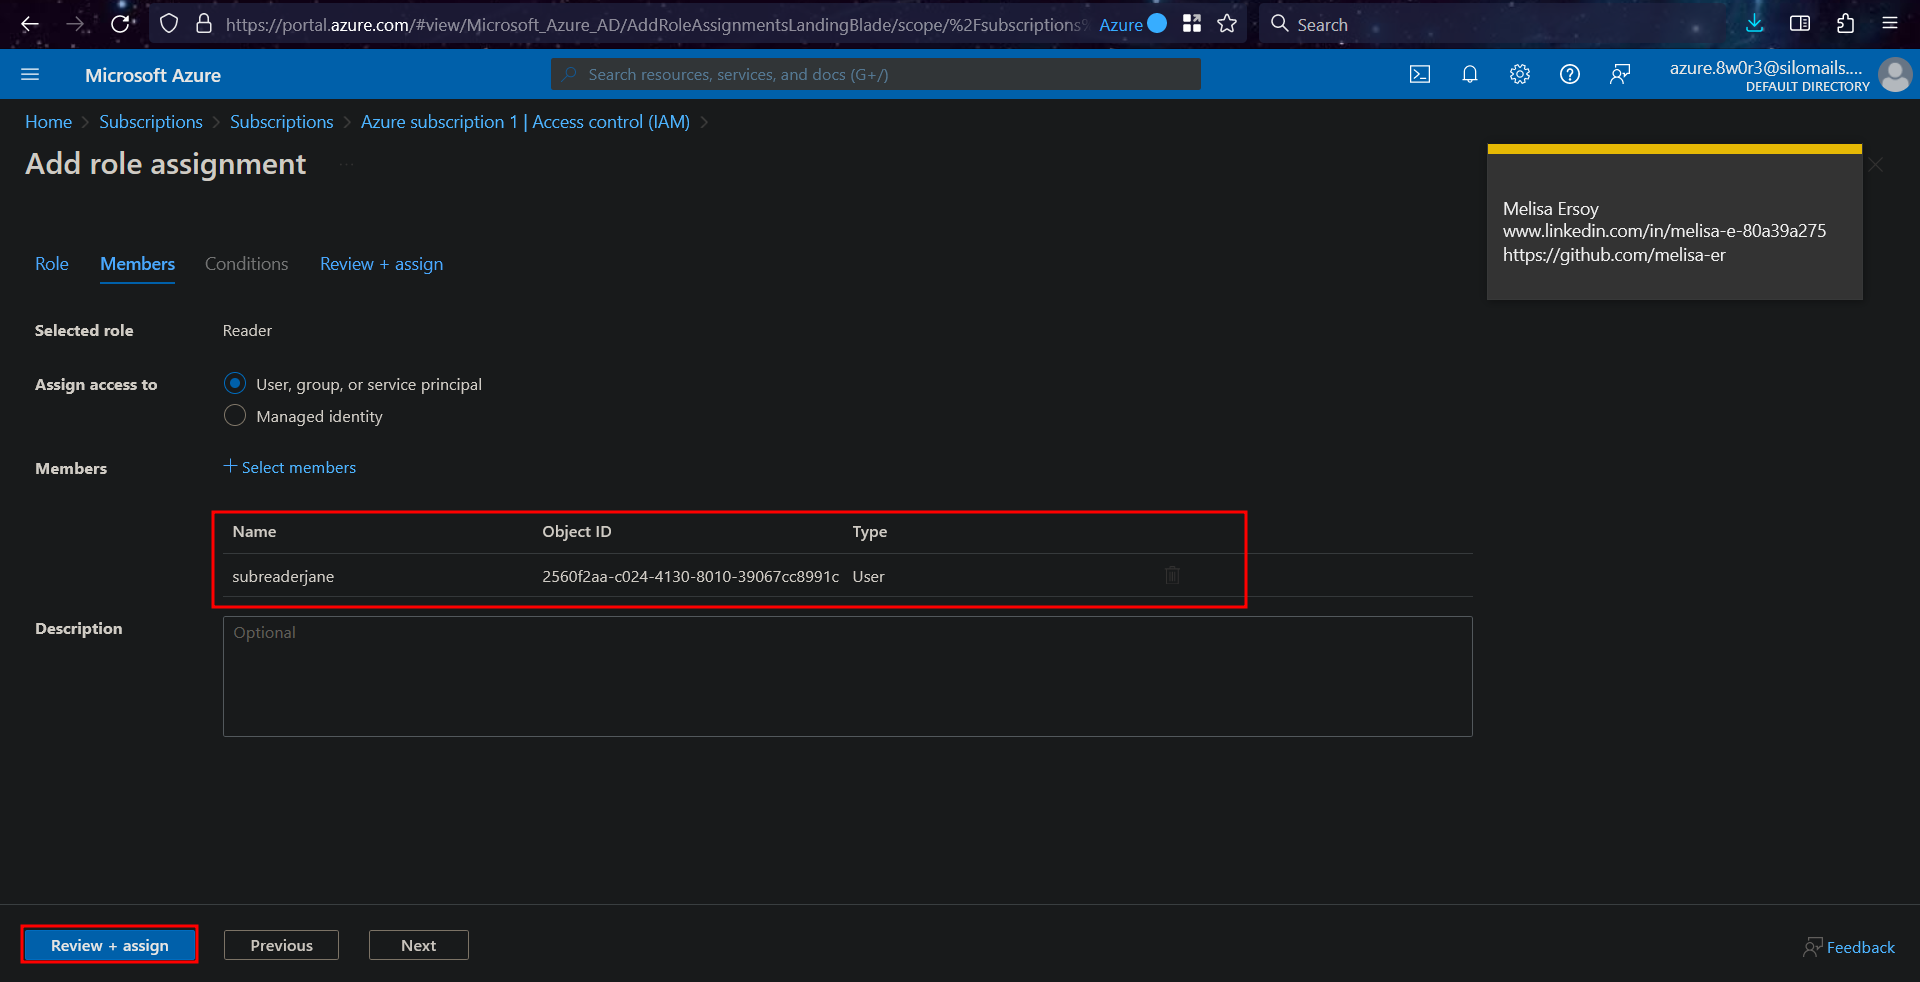 https://portal.azure.com/#view/Microsoft_Azure_AD/AddRoleAssignmentsLandingBlade/scope/%2Fsubscriptions% Azure Search
Microsoft Azure Search resources, services, and docs (G+/) azure.8w0r3@silomails....
DEFAULT DIRECTORY
Home > Subscriptions > Subscriptions > Azure subscription 1 | Access control (IAM) >
Add role assignment ...
Melisa Ersoy
www.linkedin.com/in/melisa-e-80a39a275
https://github.com/melisa-er
Role Members Conditions Review + assign
Selected role Reader
Assign access to User, group, or service principal
Managed identity
Members + Select members
Name Object ID Type
subreaderjane 2560f2aa-c024-4130-8010-39067cc8991c User
Description Optional
Review + assign Previous Next Feedback